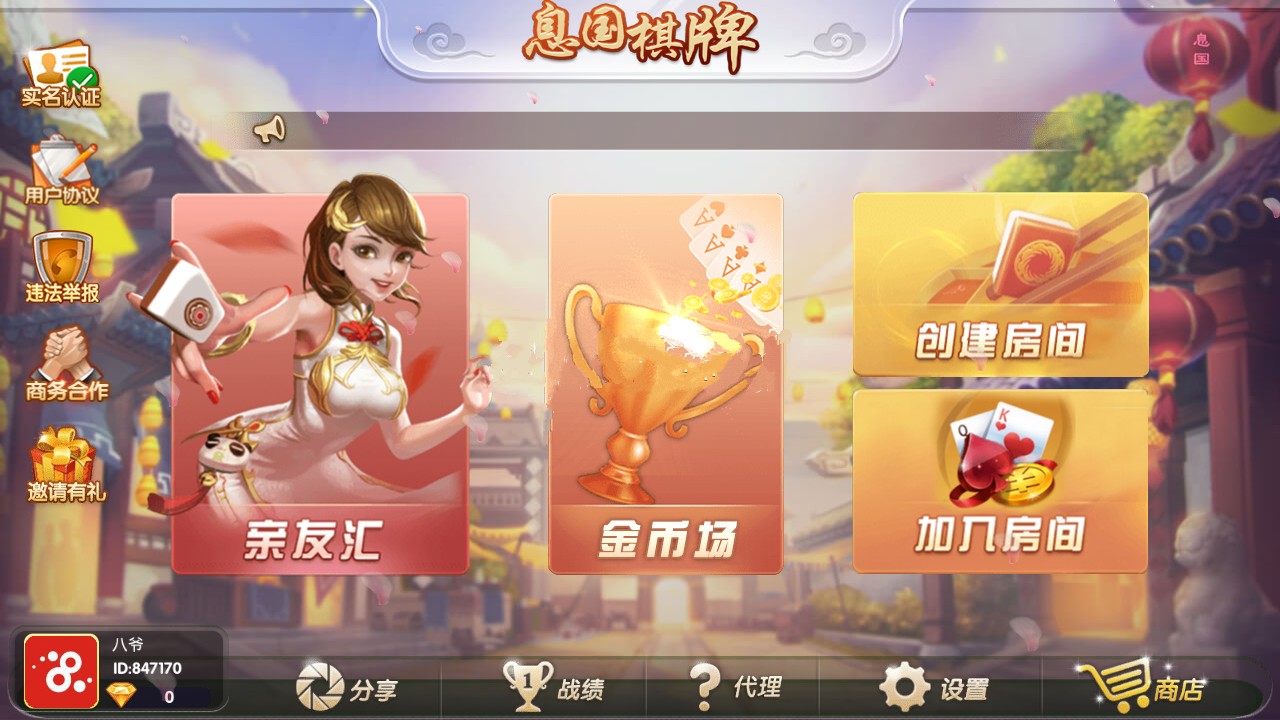 息国棋牌
息国
实名认证
用户协议
违法举报
商务合作
邀请有礼
A
A
A
A
亲友汇
金币场
创建房间
Q K
加入房间
八爷
ID:847170
0
分享
1
战绩
?
代理
设置
商店